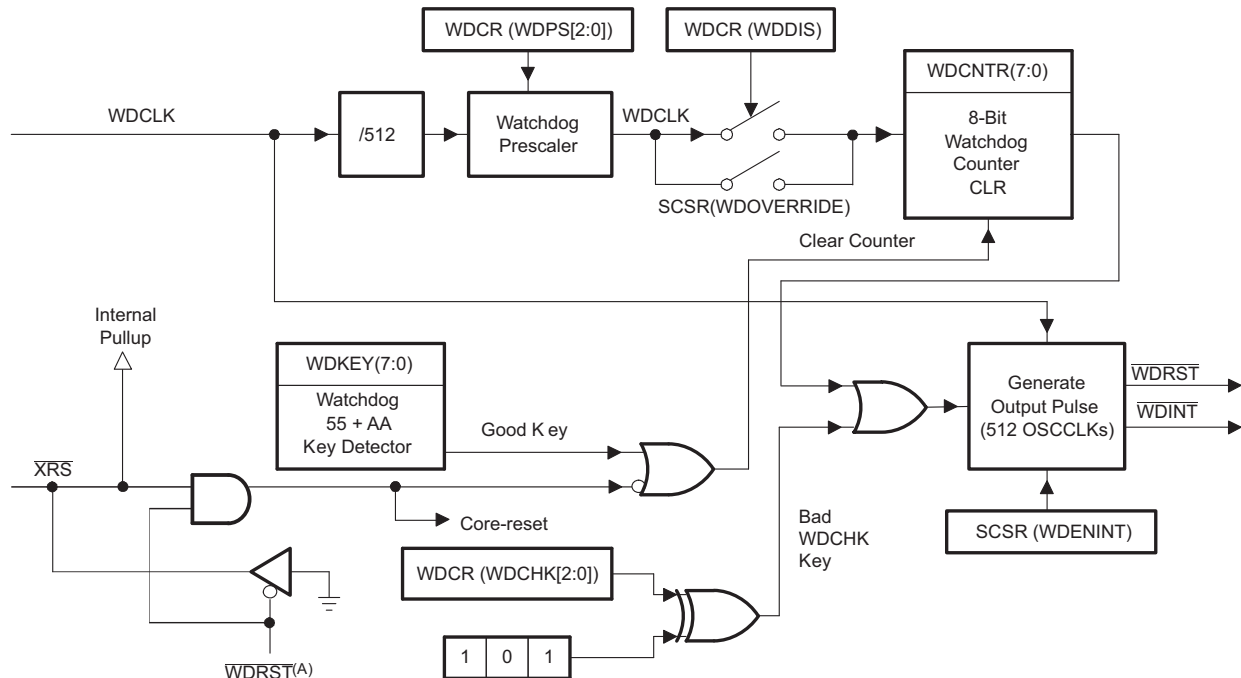 WDCR (WDPS[2:0])
WDCR (WDDIS)
WDCNTR(7:0)
WDCLK
/512
Watchdog
Prescaler
WDCLK
8-Bit
Watchdog
Counter
CLR
SCSR(WDOVERRIDE)
Clear Counter
Internal
Pullup
WDKEY(7:0)
Watchdog
55 + AA
Key Detector
Good Key
Generate
Output Pulse
(512 OSCCLKs)
WDRST
WDINT
XRS
Core-reset
Bad
WDCHK
Key
SCSR (WDENINT)
WDCR (WDCHK[2:0])
WDRST(A)
1 0 1